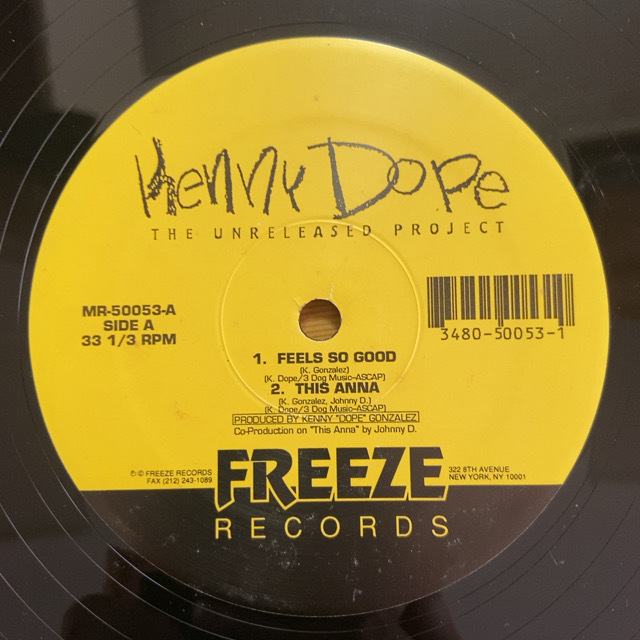 Kenny Dope
THE UNRELEASED PROJECT
MR-50053-A
SIDE A
33 1/3 RPM
3480-50053-1
1. FEELS SO GOOD
(K. Gonzalez)
(K. Dope/3 Dog Music-ASCAP)
2. THIS ANNA
(K. Gonzalez, Johnny D.)
(K. Dope/3 Dog Music-ASCAP)
PRODUCED BY KENNY "DOPE" GONZALEZ
Co-Production on "This Anna" by Johnny D.
℗ © FREEZE RECORDS
FAX (212) 243-1089
FREEZE
RECORDS
322 8TH AVENUE
NEW YORK, NY 10001